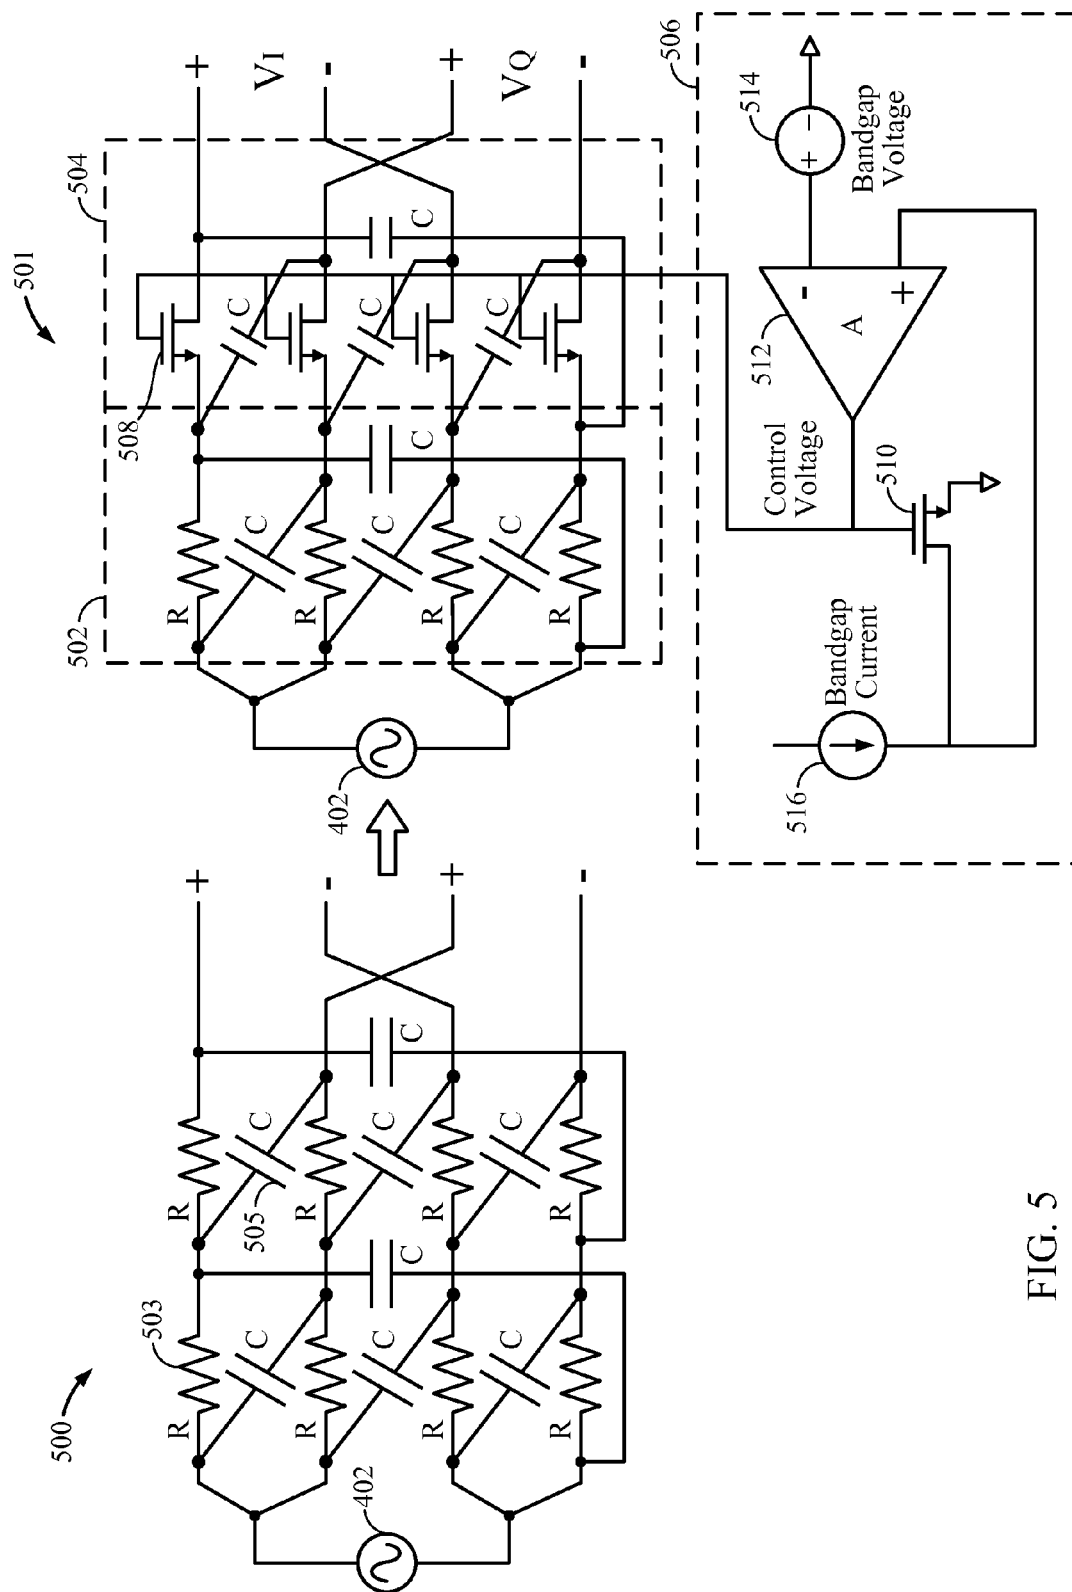 500
503
R
R
R
R
R
R
R
R
C
C
C
C
C
C
C
C
505
402
+
-
+
-
501
502
504
508
R
R
R
R
C
C
C
C
C
C
C
C
402
+
VI
-
+
VQ
-
506
514
+ -
Bandgap
Voltage
512
-
+
A
Control
Voltage
510
Bandgap
Current
516
FIG. 5